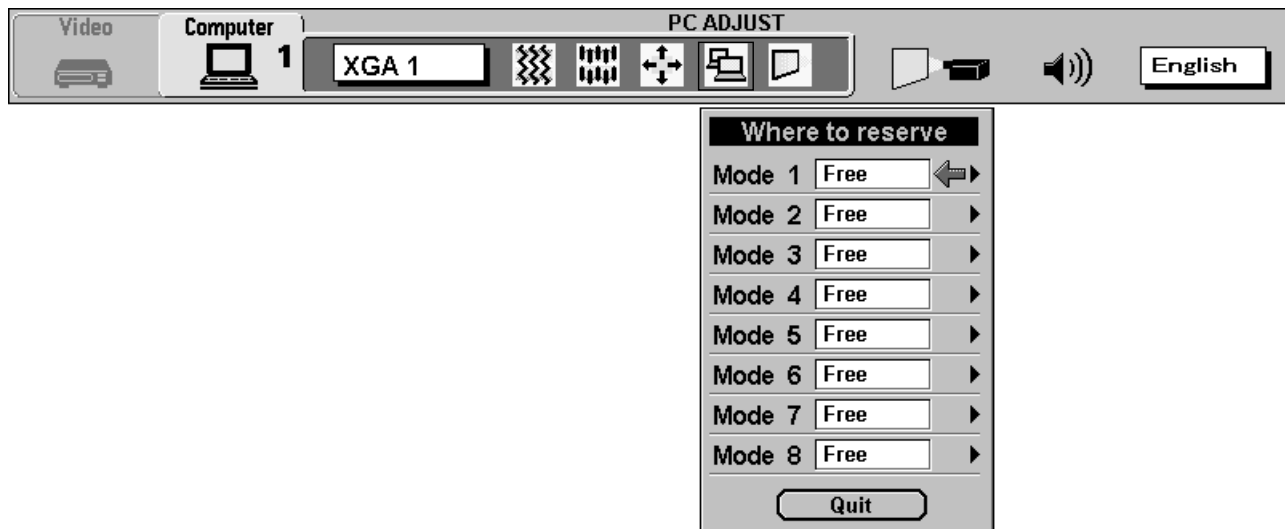 Video
Computer
1
PC ADJUST
XGA 1
English
Where to reserve
Mode 1 Free
Mode 2 Free
Mode 3 Free
Mode 4 Free
Mode 5 Free
Mode 6 Free
Mode 7 Free
Mode 8 Free
Quit